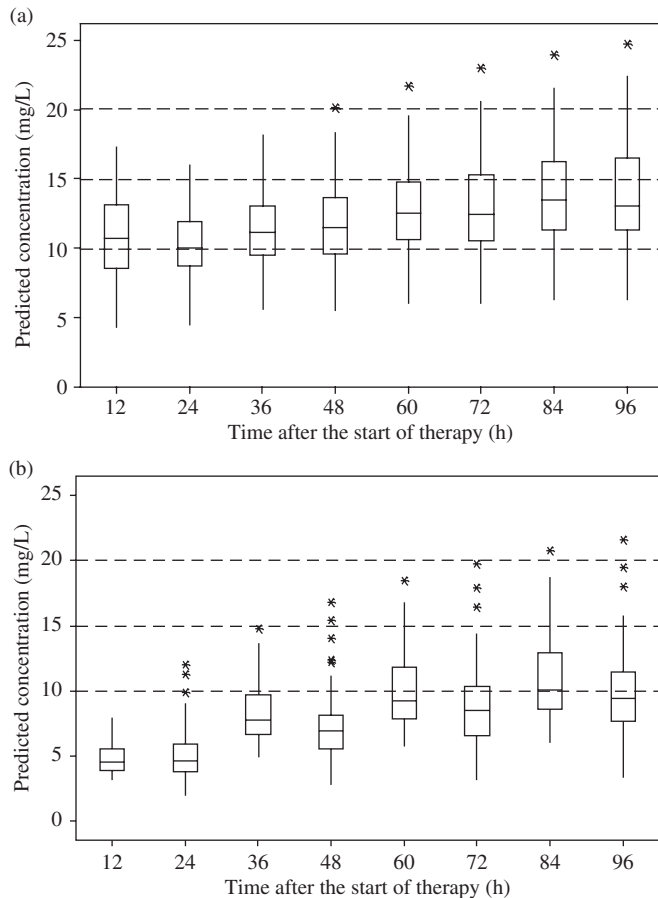 (a)
25
20
15
10
5
0
Predicted concentration (mg/L)
12 24 36 48 60 72 84 96
Time after the start of therapy (h)
(b)
25
20
15
10
5
0
Predicted concentration (mg/L)
12 24 36 48 60 72 84 96
Time after the start of therapy (h)